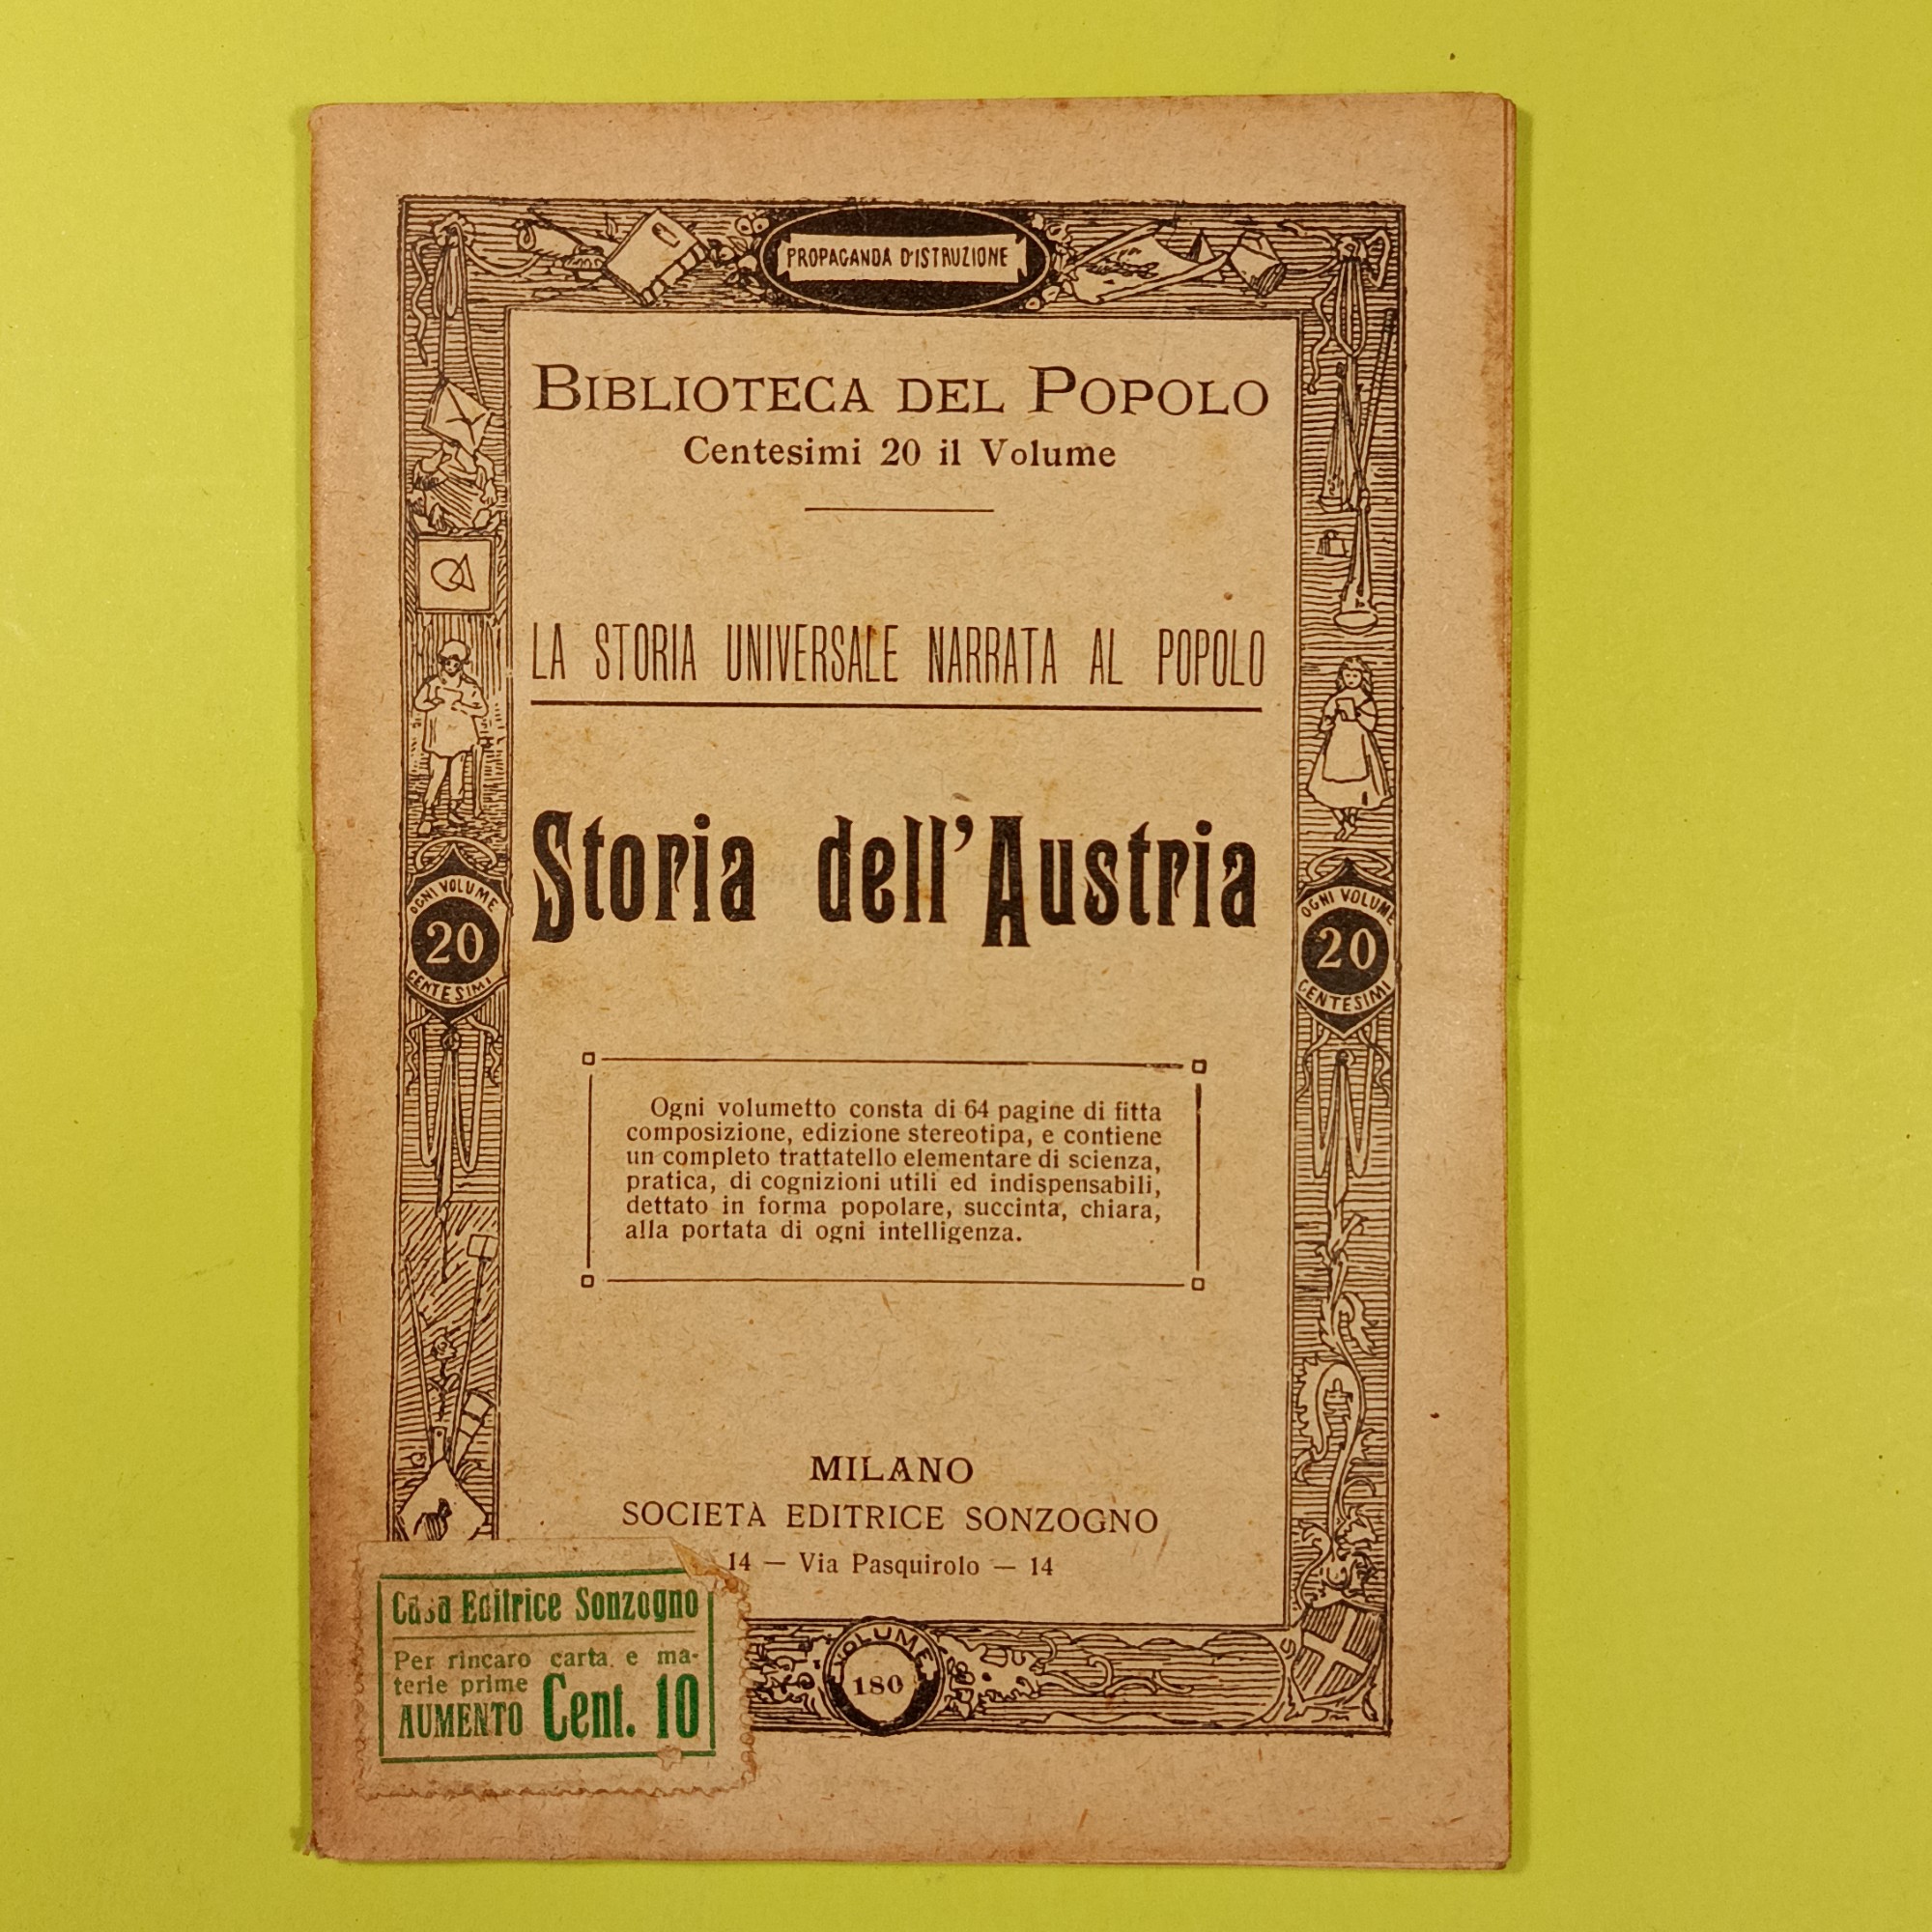 PROPAGANDA D'ISTRUZIONE
BIBLIOTECA DEL POPOLO
Centesimi 20 il Volume
LA STORIA UNIVERSALE NARRATA AL POPOLO
Storia dell'Austria
OGNI VOLUME
20
CENTESIMI
OGNI VOLUME
20
CENTESIMI
Ogni volumetto consta di 64 pagine di fitta
composizione, edizione stereotipa, e contiene
un completo trattatello elementare di scienza,
pratica, di cognizioni utili ed indispensabili,
dettato in forma popolare, succinta, chiara,
alla portata di ogni intelligenza.
MILANO
SOCIETÀ EDITRICE SONZOGNO
14 — Via Pasquirolo — 14
Casa Editrice Sonzogno
Per rincaro carta e ma-
terie prime
AUMENTO Cent. 10
VOLUME
180